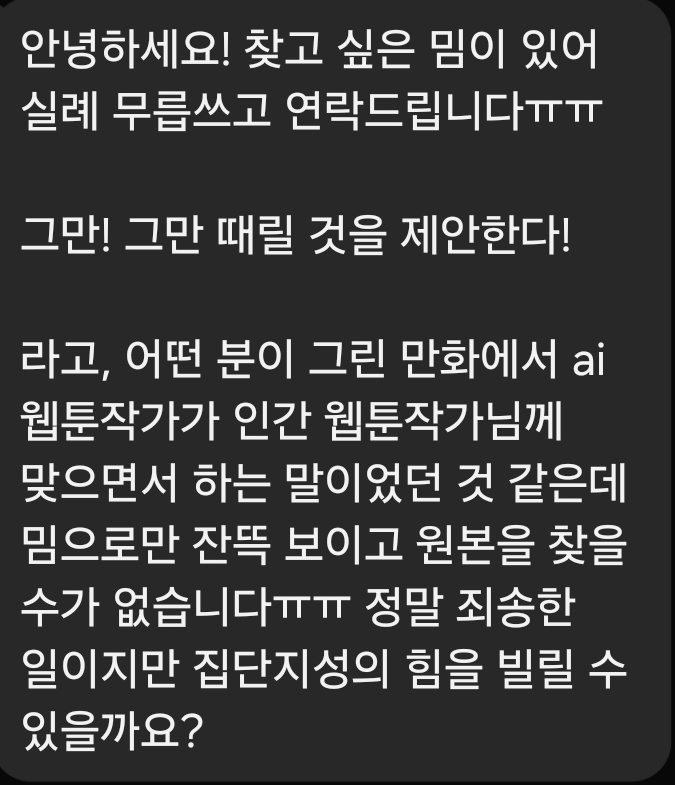 안녕하세요! 찾고 싶은 밈이 있어
실례 무릅쓰고 연락드립니다ㅠㅠ
그만! 그만 때릴 것을 제안한다!
라고, 어떤 분이 그린 만화에서 ai
웹툰작가가 인간 웹툰작가님께
맞으면서 하는 말이었던 것 같은데
밈으로만 잔뜩 보이고 원본을 찾을
수가 없습니다ㅠㅠ 정말 죄송한
일이지만 집단지성의 힘을 빌릴 수
있을까요?